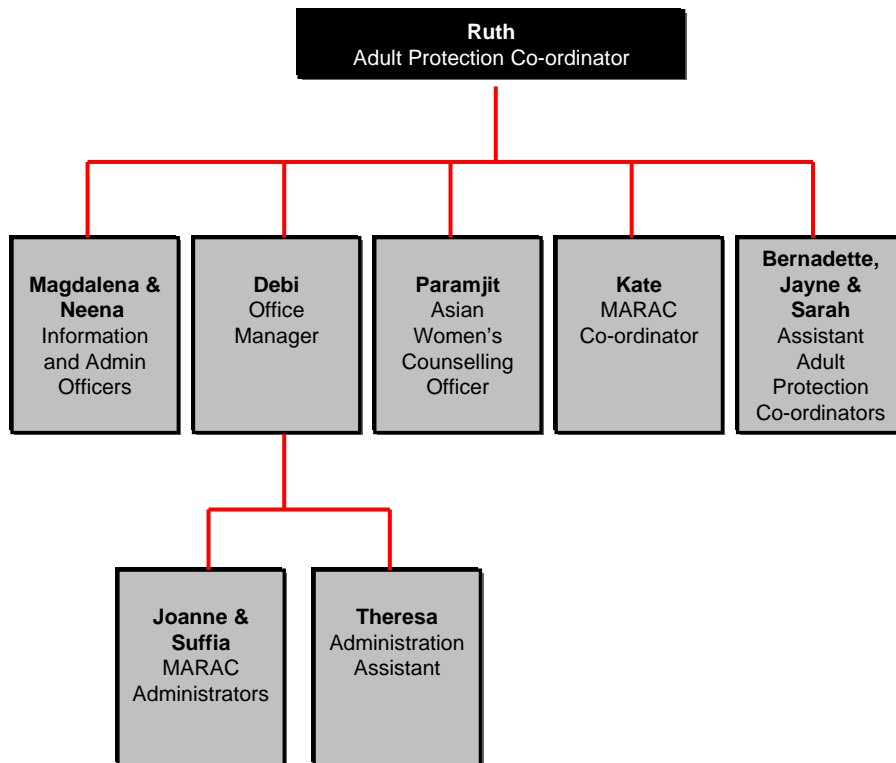 Ruth
Adult Protection Co-ordinator
Magdalena &
Neena
Information
and Admin
Officers
Debi
Office
Manager
Paramjit
Asian
Women's
Counselling
Officer
Kate
MARAC
Co-ordinator
Bernadette,
Jayne &
Sarah
Assistant
Adult
Protection
Co-ordinators
Joanne &
Suffia
MARAC
Administrators
Theresa
Administration
Assistant